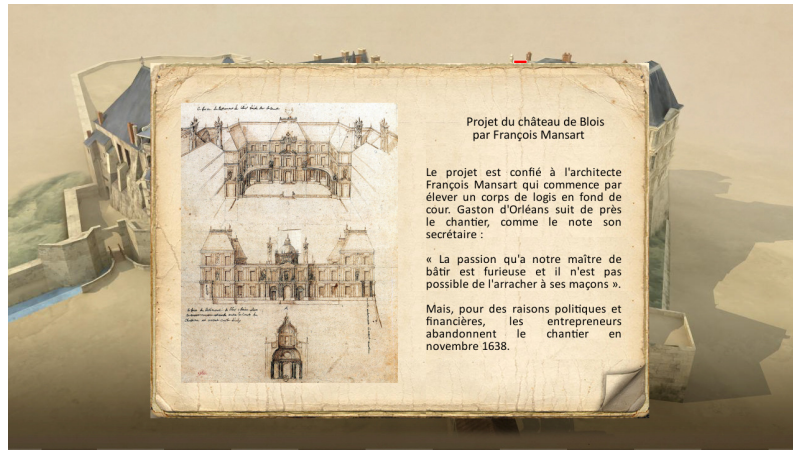 Projet du château de Blois
par François Mansart
Le projet est confié à l'architecte
François Mansart qui commence par
élever un corps de logis en fond de
cour. Gaston d'Orléans suit de près
le chantier, comme le note son
secrétaire :
« La passion qu'a notre maître de
bâtir est furieuse et il n'est pas
possible de l'arracher à ses maçons ».
Mais, pour des raisons politiques et
financières, les entrepreneurs
abandonnent le chantier en
novembre 1638.